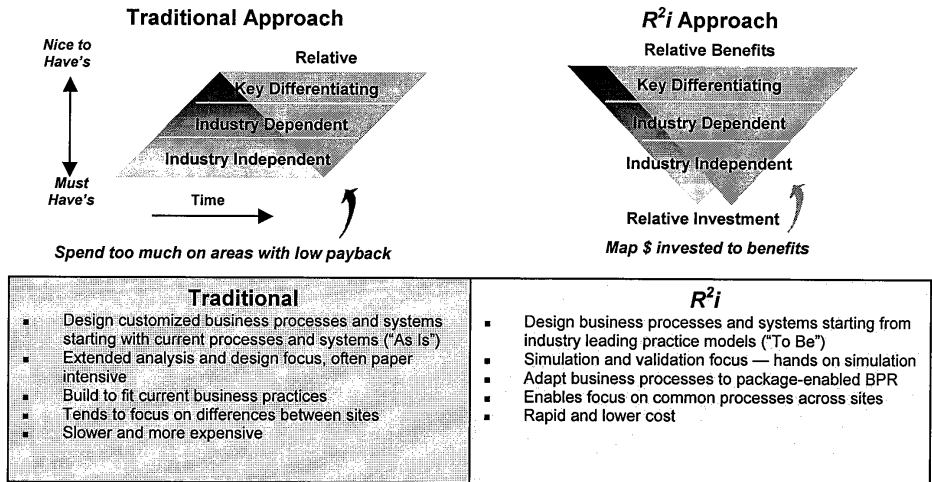 Traditional Approach
Nice to
Have's
Relative
Key Differentiating
Industry Dependent
Industry Independent
Must
Have's
Time
Spend too much on areas with low payback
R²i Approach
Relative Benefits
Key Differentiating
Industry Dependent
Industry Independent
Relative Investment
Map $ invested to benefits
Traditional
▪ Design customized business processes and systems
starting with current processes and systems ("As Is")
▪ Extended analysis and design focus, often paper
intensive
▪ Build to fit current business practices
▪ Tends to focus on differences between sites
▪ Slower and more expensive
R²i
▪ Design business processes and systems starting from
industry leading practice models ("To Be")
▪ Simulation and validation focus — hands on simulation
▪ Adapt business processes to package-enabled BPR
▪ Enables focus on common processes across sites
▪ Rapid and lower cost